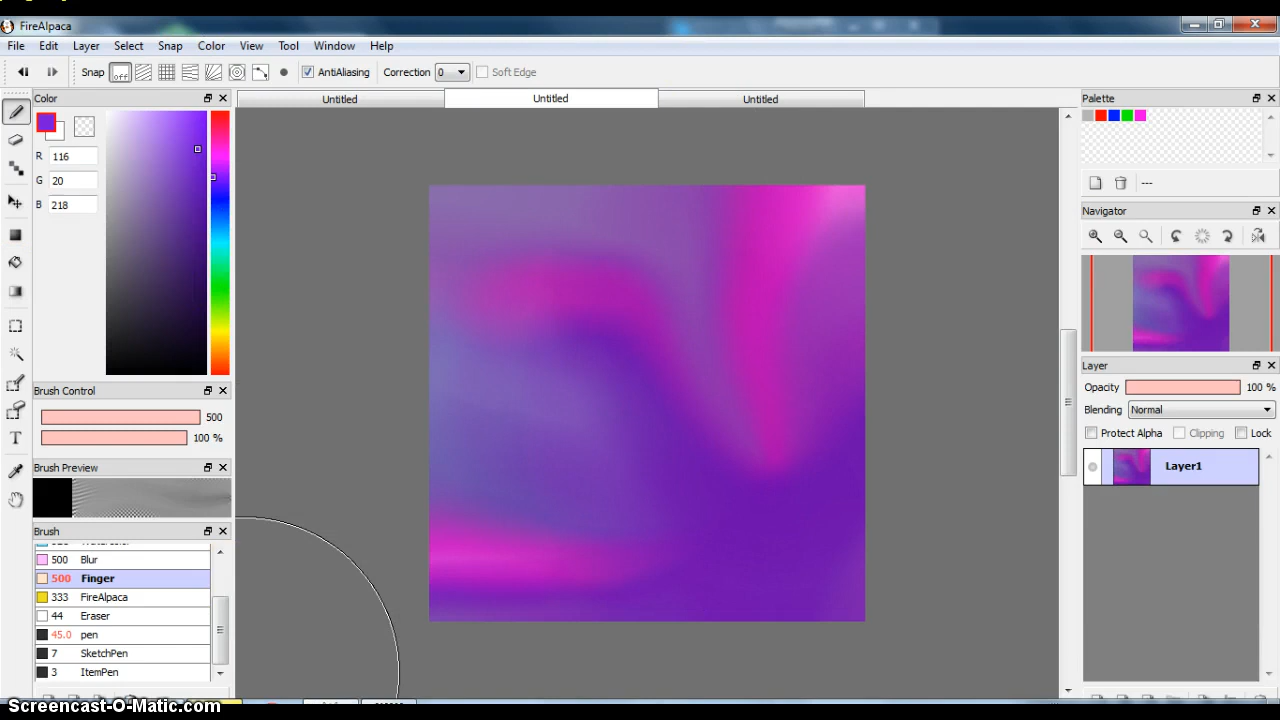 FireAlpaca
File Edit Layer Select Snap Color View Tool Window Help
Snap off AntiAliasing Correction 0 Soft Edge
Color
Untitled Untitled Untitled
Palette
R 116
G 20
B 218
---
Navigator
Brush Control
500
100 %
Layer
Opacity 100 %
Blending Normal
Protect Alpha Clipping Lock
Layer1
Brush Preview
Brush
500 Blur
500 Finger
333 FireAlpaca
44 Eraser
45.0 pen
7 SketchPen
3 ItemPen
Screencast-O-Matic.com